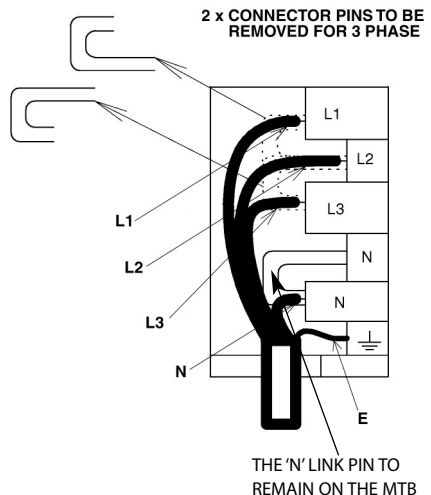 2 x CONNECTOR PINS TO BE
REMOVED FOR 3 PHASE
L1
L2
L3
N
N
L1
L2
L3
N
E
THE ‘N’ LINK PIN TO
REMAIN ON THE MTB